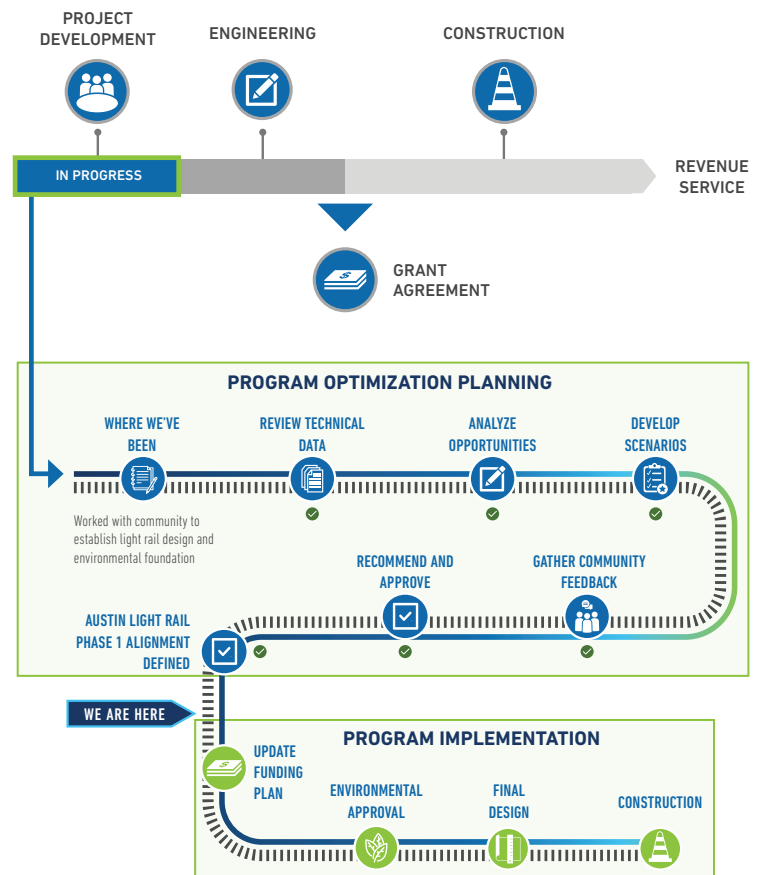 PROJECT
DEVELOPMENT
ENGINEERING
CONSTRUCTION
IN PROGRESS
REVENUE
SERVICE
GRANT
AGREEMENT
PROGRAM OPTIMIZATION PLANNING
WHERE WE'VE
BEEN
REVIEW TECHNICAL
DATA
ANALYZE
OPPORTUNITIES
DEVELOP
SCENARIOS
Worked with community to
establish light rail design and
environmental foundation
RECOMMEND AND
APPROVE
GATHER COMMUNITY
FEEDBACK
AUSTIN LIGHT RAIL
PHASE 1 ALIGNMENT
DEFINED
WE ARE HERE
PROGRAM IMPLEMENTATION
UPDATE
FUNDING
PLAN
ENVIRONMENTAL
APPROVAL
FINAL
DESIGN
CONSTRUCTION